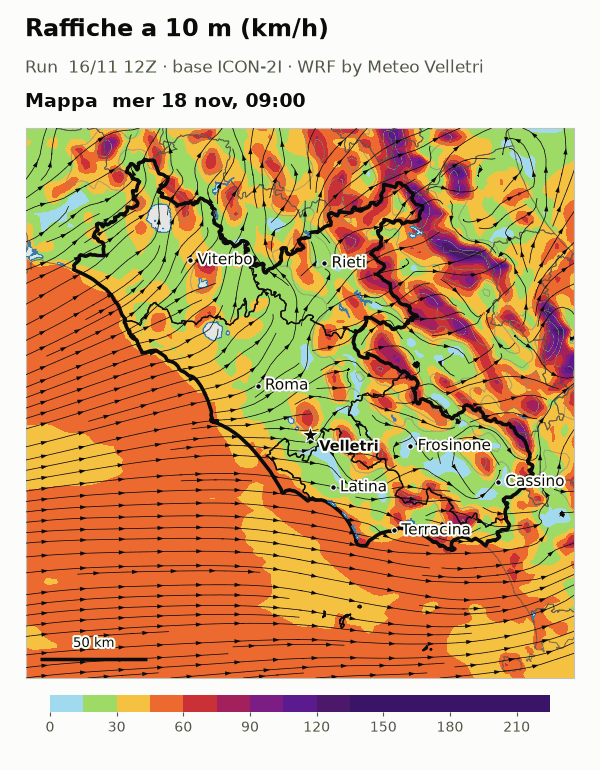 Raffiche a 10 m (km/h)
Run 16/11 12Z · base ICON-2I · WRF by Meteo Velletri
Mappa mer 18 nov, 09:00
Viterbo
Rieti
Roma
Velletri
Frosinone
Latina
Cassino
Terracina
50 km
0 30 60 90 120 150 180 210